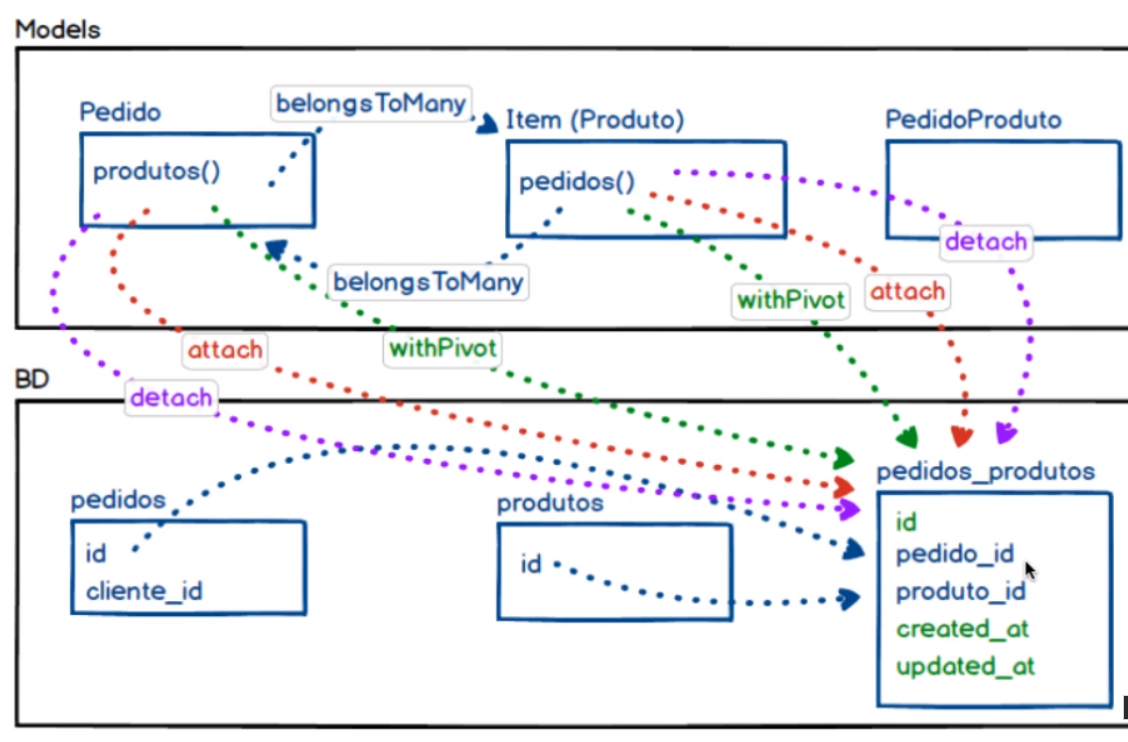 Models
Pedido
belongsToMany
Item (Produto)
PedidoProduto
produtos()
pedidos()
detach
belongsToMany
withPivot
attach
attach
withPivot
BD
detach
pedidos_produtos
pedidos
produtos
id
id
pedido_id
id
cliente_id
produto_id
created_at
updated_at